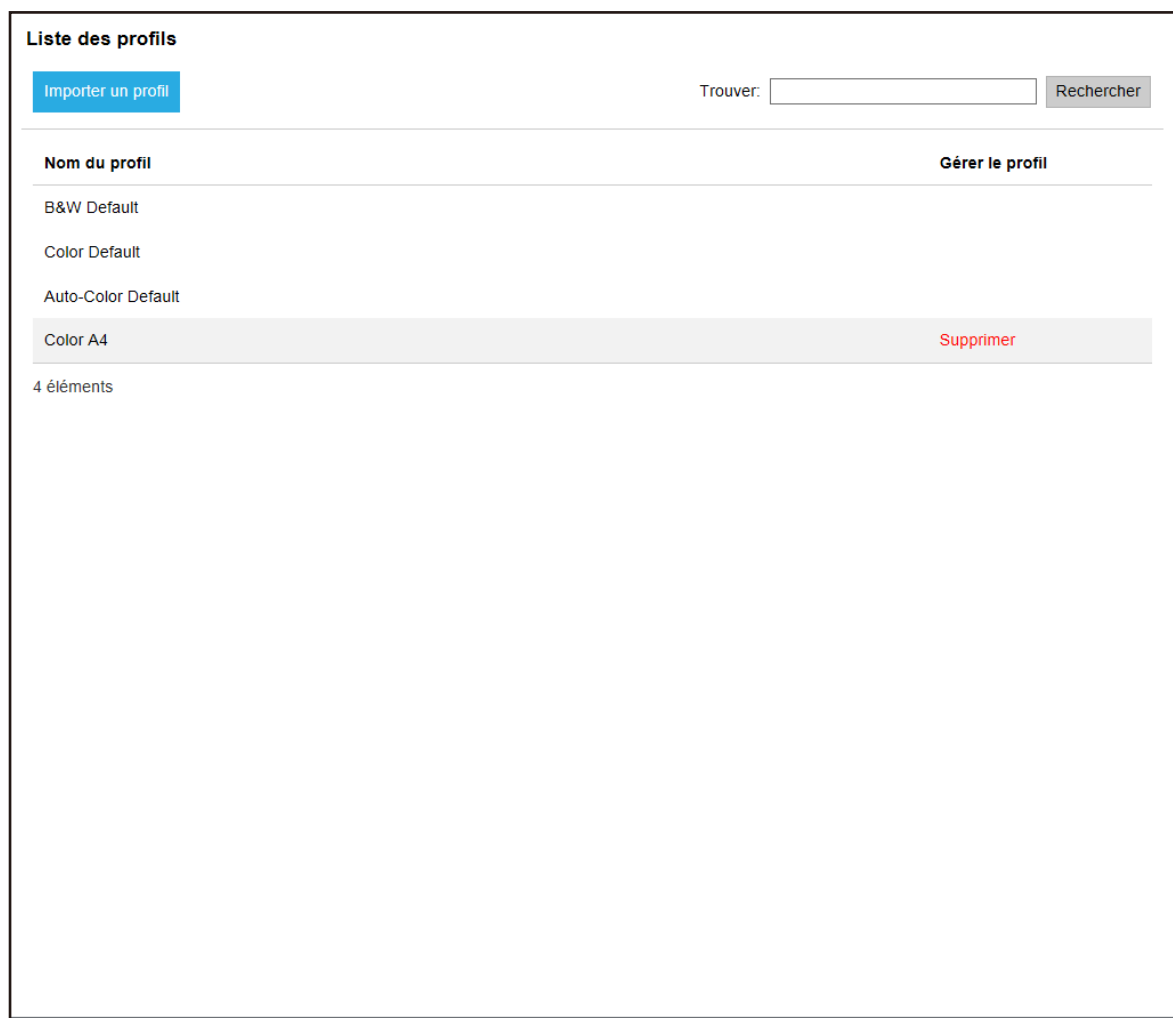 Liste des profils
Importer un profil Trouver: Rechercher
Nom du profil Gérer le profil
B&W Default
Color Default
Auto-Color Default
Color A4 Supprimer
4 éléments